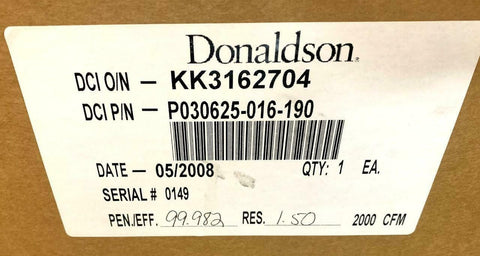 Donaldson.
DCI O/N – KK3162704
DCI P/N – P030625-016-190
DATE – 05/2008 QTY: 1 EA.
SERIAL # 0149
PEN./EFF. 99.982 RES. 1.50 2000 CFM